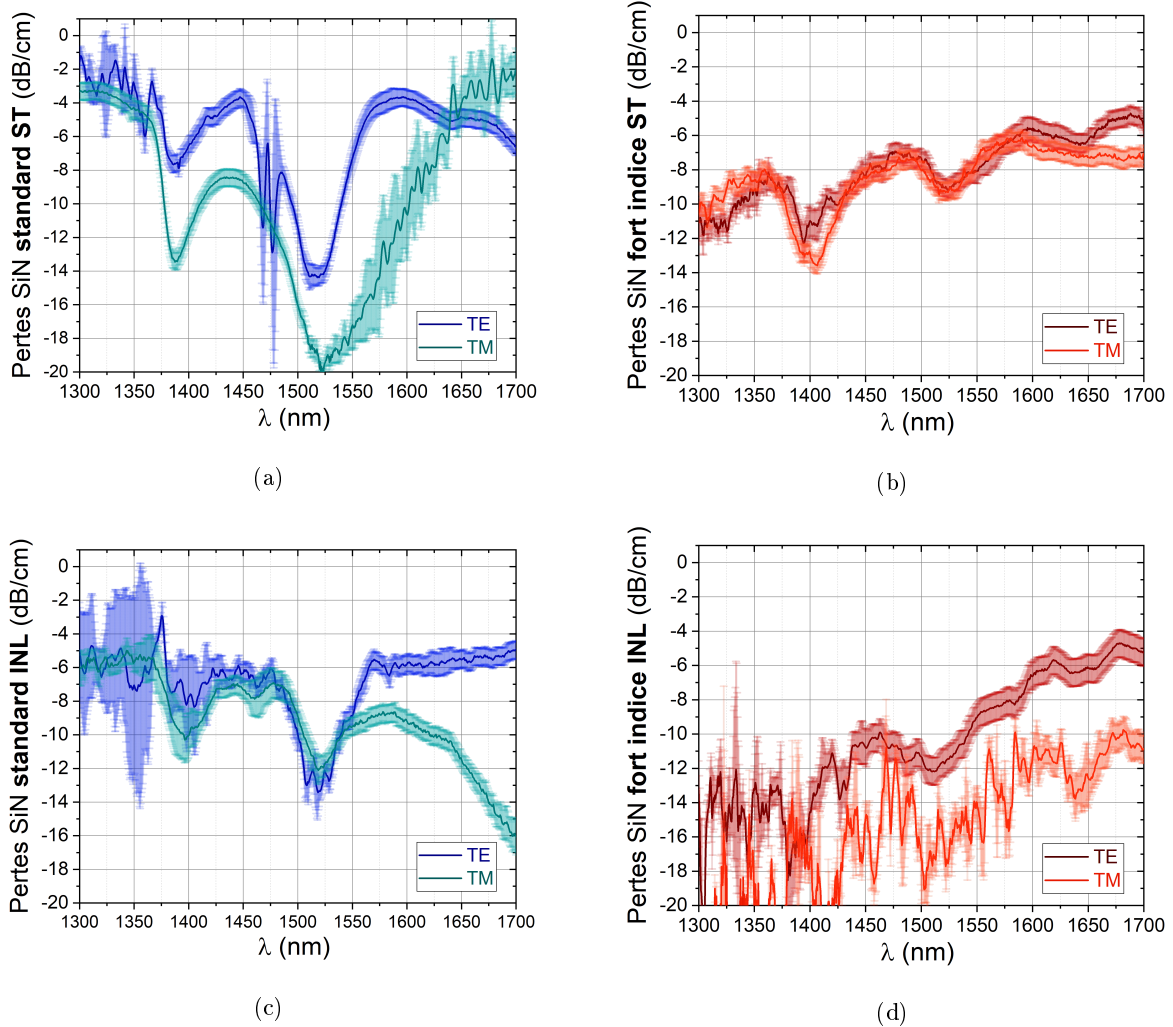 Pertes SiN standard ST (dB/cm)
0
-2
-4
-6
-8
-10
-12
-14
-16
-18
-20
TE
TM
1300 1350 1400 1450 1500 1550 1600 1650 1700
λ (nm)
(a)
Pertes SiN fort indice ST (dB/cm)
0
-2
-4
-6
-8
-10
-12
-14
-16
-18
-20
TE
TM
1300 1350 1400 1450 1500 1550 1600 1650 1700
λ (nm)
(b)
Pertes SiN standard INL (dB/cm)
0
-2
-4
-6
-8
-10
-12
-14
-16
-18
-20
TE
TM
1300 1350 1400 1450 1500 1550 1600 1650 1700
λ (nm)
(c)
Pertes SiN fort indice INL (dB/cm)
0
-2
-4
-6
-8
-10
-12
-14
-16
-18
-20
TE
TM
1300 1350 1400 1450 1500 1550 1600 1650 1700
λ (nm)
(d)